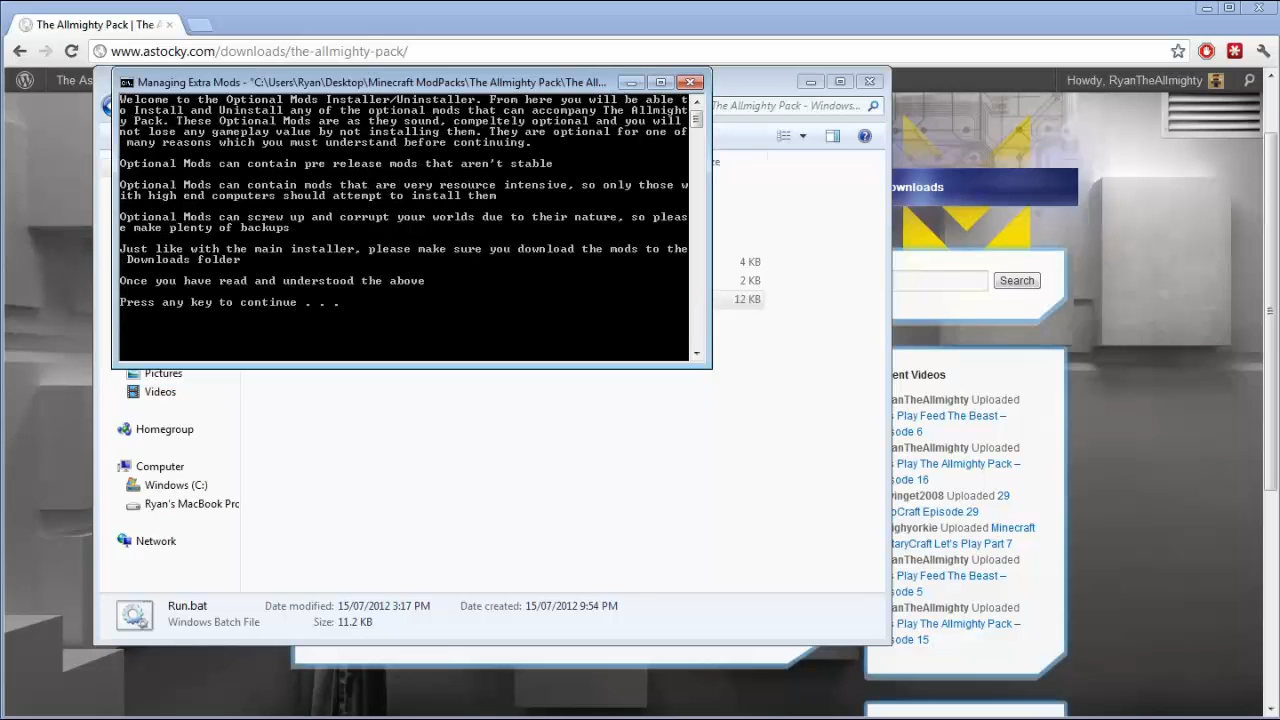 The Allmighty Pack | The A
www.astocky.com/downloads/the-allmighty-pack/
The As
Howdy, RyanTheAllmighty
Managing Extra Mods - "C:\Users\Ryan\Desktop\Minecraft ModPacks\The Allmighty Pack\The All...
Welcome to the Optional Mods Installer/Uninstaller. From here you will be able t
o Install and Uninstall any of the optional mods that can accompany The Allmight
y Pack. These Optional Mods are as they sound, compeltely optional and you will
not lose any gameplay value by not installing them. They are optional for one of
many reasons which you must understand before continuing.
Optional Mods can contain pre release mods that aren't stable
Optional Mods can contain mods that are very resource intensive, so only those w
ith high end computers should attempt to install them
Optional Mods can screw up and corrupt your worlds due to their nature, so pleas
e make plenty of backups
Just like with the main installer, please make sure you download the mods to the
Downloads folder
Once you have read and understood the above
Press any key to continue . . .
The Allmighty Pack - Windows...
ze
4 KB
2 KB
12 KB
Pictures
Videos
Homegroup
Computer
Windows (C:)
Ryan's MacBook Pro
Network
Run.bat
Windows Batch File
Date modified: 15/07/2012 3:17 PM
Size: 11.2 KB
Date created: 15/07/2012 9:54 PM
ownloads
Search
ent Videos
anTheAllmighty Uploaded
s Play Feed The Beast –
sode 6
anTheAllmighty Uploaded
s Play The Allmighty Pack –
sode 16
vinget2008 Uploaded 29
oCraft Episode 29
ighyorkie Uploaded Minecraft
taryCraft Let's Play Part 7
anTheAllmighty Uploaded
s Play Feed The Beast –
sode 5
anTheAllmighty Uploaded
s Play The Allmighty Pack –
sode 15